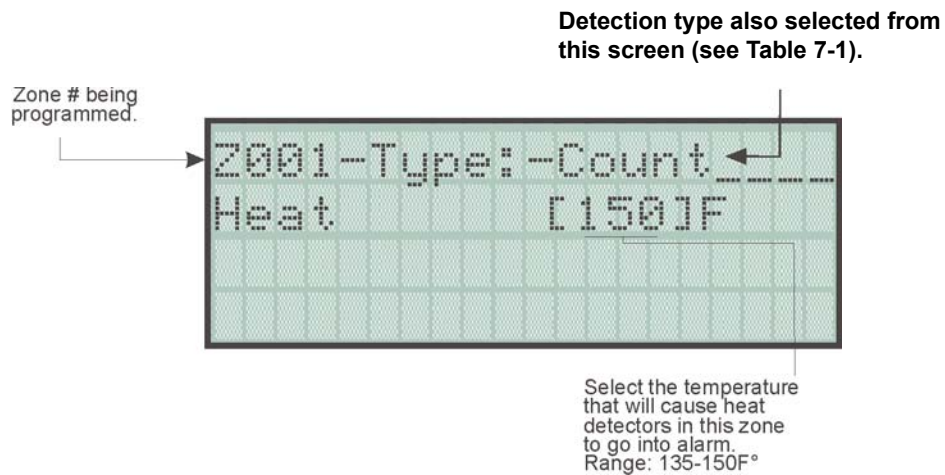 Detection type also selected from
this screen (see Table 7-1).
Zone # being
programmed.
Z001-Type:-Count____
Heat [150]F
Select the temperature
that will cause heat
detectors in this zone
to go into alarm.
Range: 135-150F°